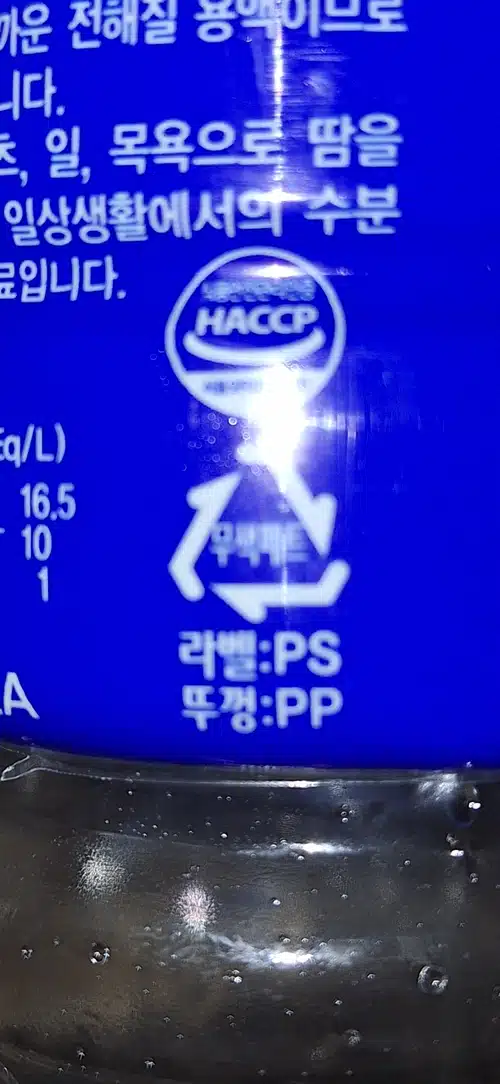 까운 전해질 용액이므로
니다.
츠, 일, 목욕으로 땀을
일상생활에서의 수분
료입니다.
HACCP
Eq/L)
16.5
10
1
무색페트
라벨:PS
뚜껑:PP
A